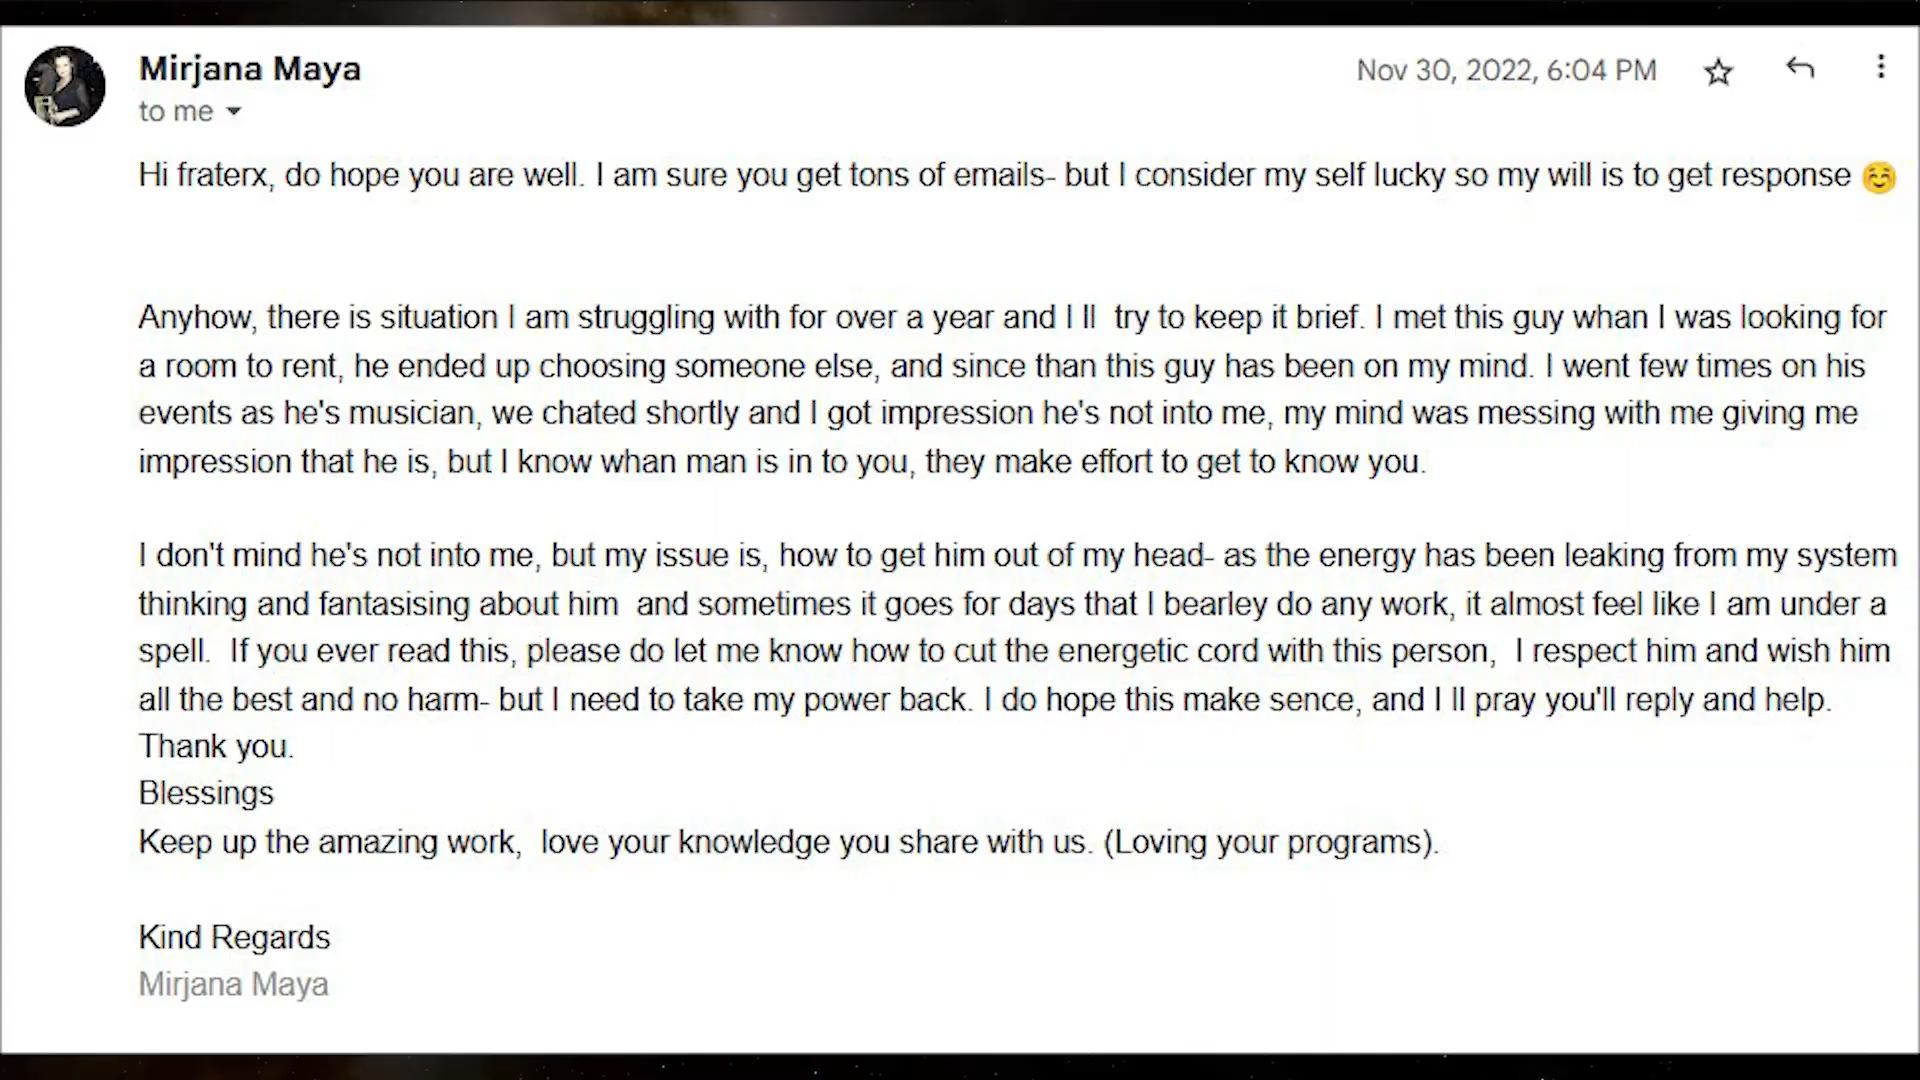 Mirjana Maya
Nov 30, 2022, 6:04 PM
to me
Hi fraterx, do hope you are well. I am sure you get tons of emails- but I consider my self lucky so my will is to get response ☺️
Anyhow, there is situation I am struggling with for over a year and I ll  try to keep it brief. I met this guy whan I was looking for
a room to rent, he ended up choosing someone else, and since than this guy has been on my mind. I went few times on his
events as he's musician, we chated shortly and I got impression he's not into me, my mind was messing with me giving me
impression that he is, but I know whan man is in to you, they make effort to get to know you.
I don't mind he's not into me, but my issue is, how to get him out of my head- as the energy has been leaking from my system
thinking and fantasising about him  and sometimes it goes for days that I bearley do any work, it almost feel like I am under a
spell.  If you ever read this, please do let me know how to cut the energetic cord with this person,  I respect him and wish him
all the best and no harm- but I need to take my power back. I do hope this make sence, and I ll pray you'll reply and help.
Thank you.
Blessings
Keep up the amazing work,  love your knowledge you share with us. (Loving your programs).
Kind Regards
Mirjana Maya